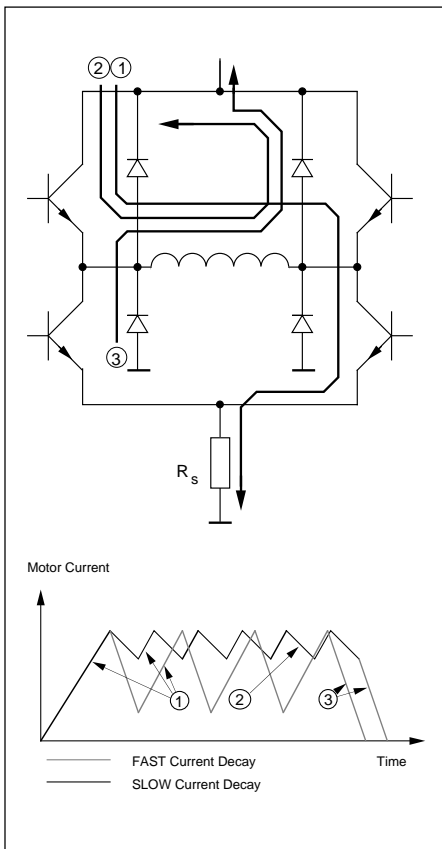 ② ①
③
R s
Motor Current
① ② ③
FAST Current Decay Time
SLOW Current Decay